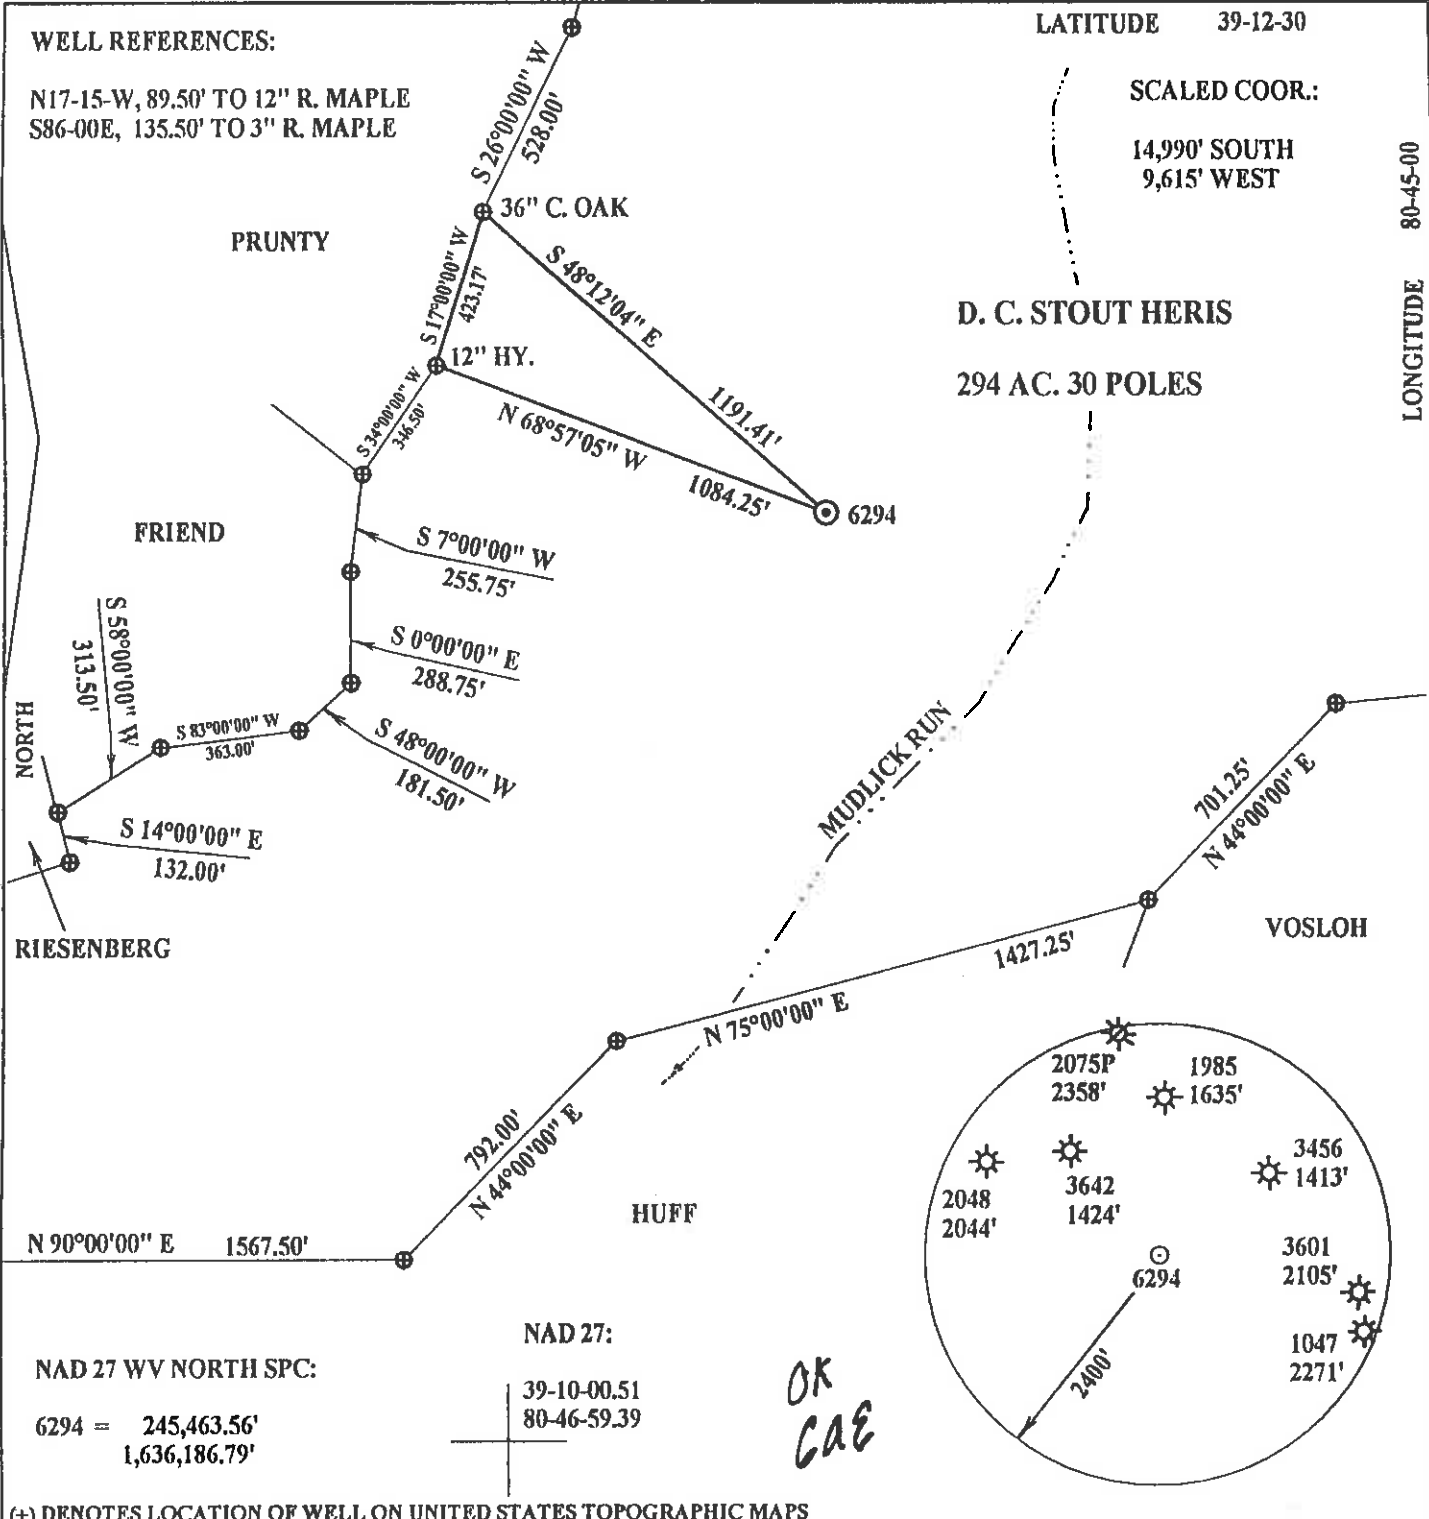 WELL REFERENCES:
N17-15-W, 89.50' TO 12" R. MAPLE
S86-00E, 135.50' TO 3" R. MAPLE
LATITUDE 39-12-30
SCALED COOR.:
14,990' SOUTH
9,615' WEST
LONGITUDE 80-45-00
S 26°00'00" W
528.00'
36" C. OAK
PRUNTY
S 17°00'00" W
423.17'
S 48°12'04" E
1191.41'
D. C. STOUT HERIS
294 AC. 30 POLES
12" HY.
S 34°00'00" W
346.50'
N 68°57'05" W
1084.25'
6294
FRIEND
S 7°00'00" W
255.75'
S 58°00'00" W
313.50'
S 0°00'00" E
288.75'
NORTH
S 83°00'00" W
363.00'
S 48°00'00" W
181.50'
MUDLICK RUN
701.25'
N 44°00'00" E
S 14°00'00" E
132.00'
RIESENBERG
VOSLOH
1427.25'
N 75°00'00" E
792.00'
N 44°00'00" E
HUFF
N 90°00'00" E 1567.50'
2075P
2358'
1985
1635'
3456
1413'
2048
2044'
3642
1424'
3601
2105'
6294
1047
2271'
2400'
NAD 27 WV NORTH SPC:
6294 = 245,463.56'
1,636,186.79'
NAD 27:
39-10-00.51
80-46-59.39
OK
CAE
(+) DENOTES LOCATION OF WELL ON UNITED STATES TOPOGRAPHIC MAPS